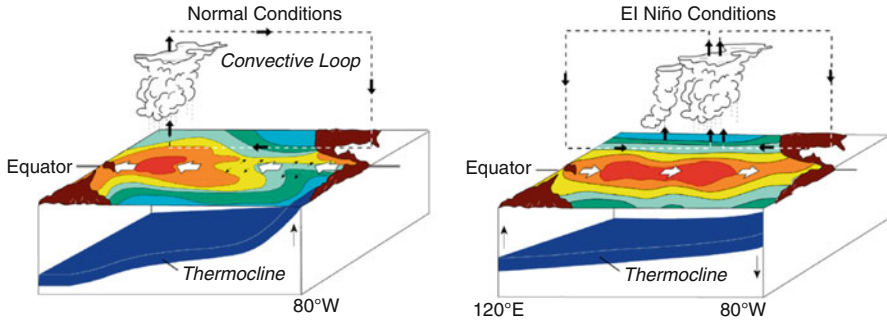 Normal Conditions
Convective Loop
Equator
Thermocline
80°W
El Niño Conditions
Equator
Thermocline
120°E
80°W